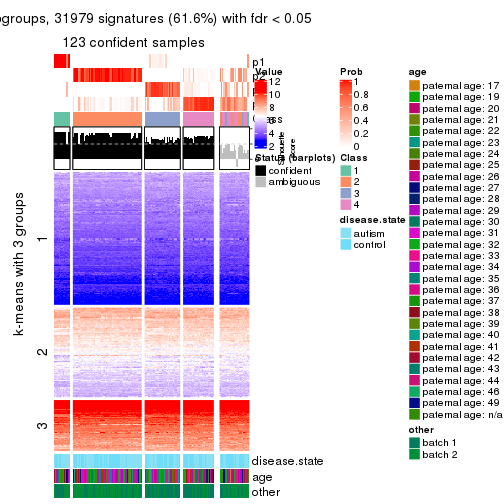 ogroups, 31979 signatures (61.6%) with fdr < 0.05
123 confident samples
p1
Value
12
10
8
6
4
2
Prob
1
0.8
0.6
0.4
0.2
0
Silhouette
score
Status (barplots)
confident
ambiguous
Class
1
2
3
4
disease.state
autism
control
age
paternal age: 17
paternal age: 19
paternal age: 20
paternal age: 21
paternal age: 22
paternal age: 23
paternal age: 24
paternal age: 25
paternal age: 26
paternal age: 27
paternal age: 28
paternal age: 29
paternal age: 30
paternal age: 31
paternal age: 32
paternal age: 33
paternal age: 34
paternal age: 35
paternal age: 36
paternal age: 37
paternal age: 38
paternal age: 39
paternal age: 40
paternal age: 41
paternal age: 42
paternal age: 43
paternal age: 44
paternal age: 46
paternal age: 49
paternal age: n/a
other
batch 1
batch 2
k-means with 3 groups
1
2
3
disease.state
age
other